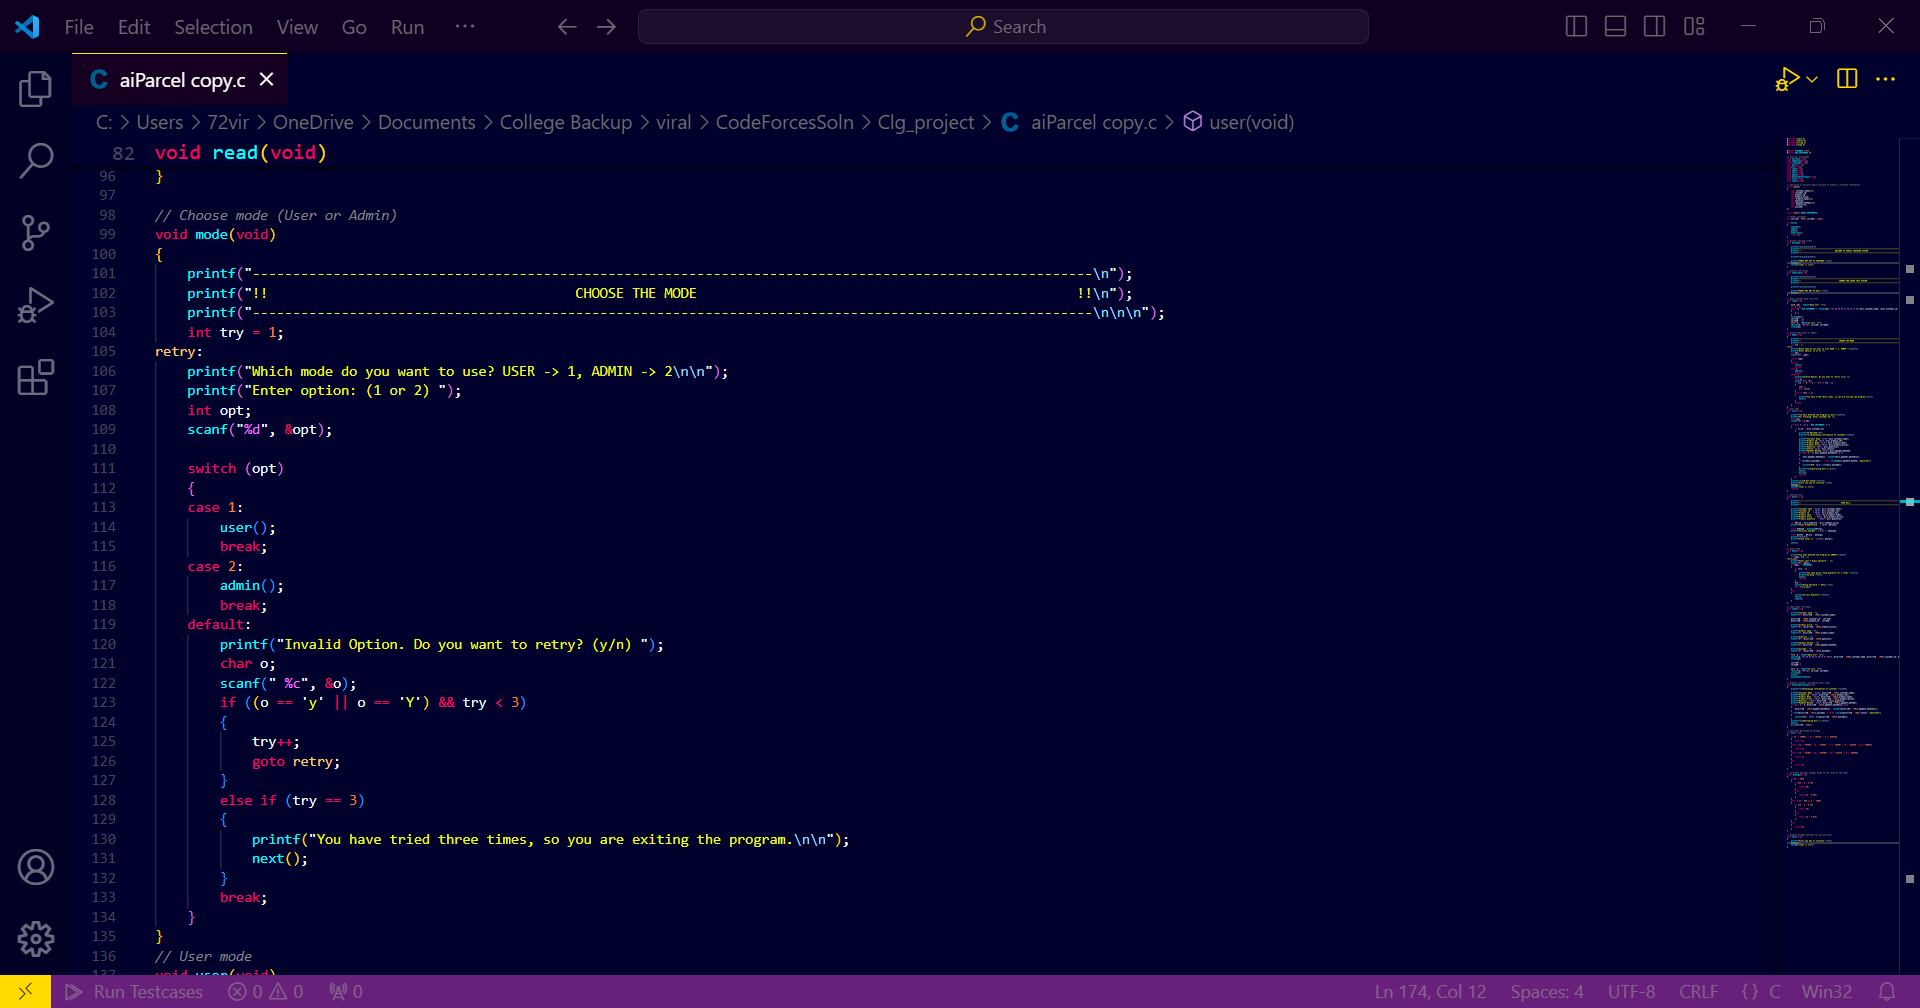 File Edit Selection View Go Run ··· Search
C aiParcel copy.c
C: > Users > 72vir > OneDrive > Documents > College Backup > viral > CodeForcesSoln > Clg_project > C aiParcel copy.c > user(void)
82 void read(void)
96 }
97
98 // Choose mode (User or Admin)
99 void mode(void)
100 {
101 printf("--------------------------------------------------------------------------------------------------------\n");
102 printf("!! CHOOSE THE MODE !!\n");
103 printf("--------------------------------------------------------------------------------------------------------\n\n\n");
104 int try = 1;
105 retry:
106 printf("Which mode do you want to use? USER -> 1, ADMIN -> 2\n\n");
107 printf("Enter option: (1 or 2) ");
108 int opt;
109 scanf("%d", &opt);
110
111 switch (opt)
112 {
113 case 1:
114 user();
115 break;
116 case 2:
117 admin();
118 break;
119 default:
120 printf("Invalid Option. Do you want to retry? (y/n) ");
121 char o;
122 scanf(" %c", &o);
123 if ((o == 'y' || o == 'Y') && try < 3)
124 {
125 try++;
126 goto retry;
127 }
128 else if (try == 3)
129 {
130 printf("You have tried three times, so you are exiting the program.\n\n");
131 next();
132 }
133 break;
134 }
135 }
136 // User mode
137 void user(void)
Run Testcases 0 0 0 Ln 174, Col 12 Spaces: 4 UTF-8 CRLF {} C Win32